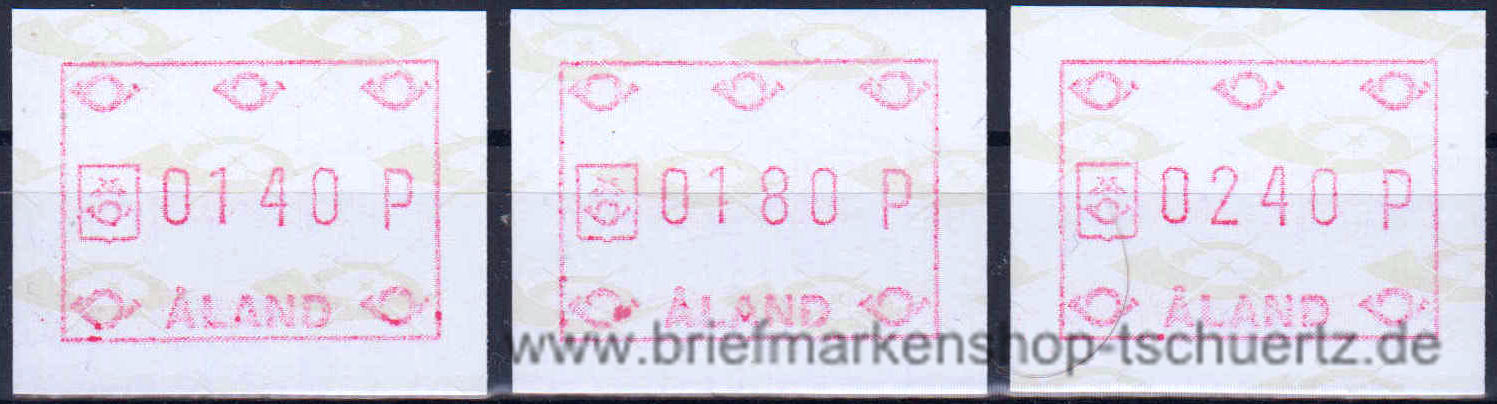 0140 P
ÅLAND
0180 P
ÅLAND
0240 P
ÅLAND
www.briefmarkenshop-tschuertz.de